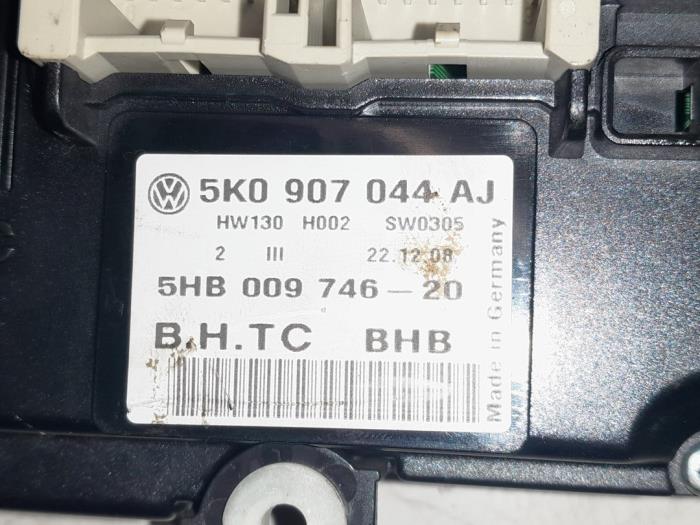 5K0 907 044 AJ
HW130 H002 SW0305
2 III 22.12.08
5HB 009 746-20
B.H.TC BHB
Made in Germany